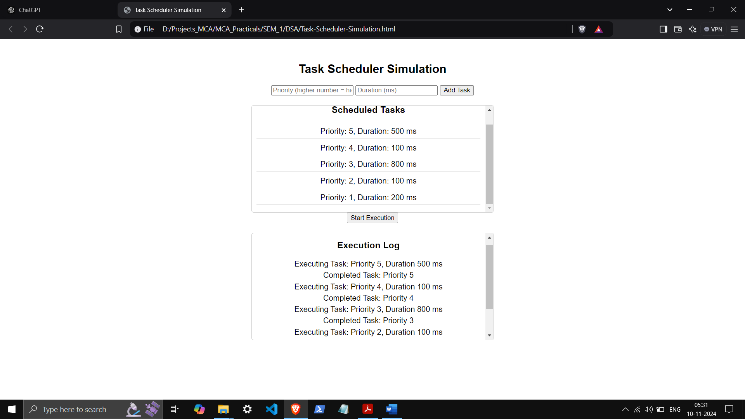 ChatGPT
Task Scheduler Simulation
File D:/Projects_MCA/MCA_Practicals/SEM_1/DSA/Task-Scheduler-Simulation.html
VPN
Task Scheduler Simulation
Priority (higher number = hi
Duration (ms)
Add Task
Scheduled Tasks
Priority: 5, Duration: 500 ms
Priority: 4, Duration: 100 ms
Priority: 3, Duration: 800 ms
Priority: 2, Duration: 100 ms
Priority: 1, Duration: 200 ms
Start Execution
Execution Log
Executing Task: Priority 5, Duration 500 ms
Completed Task: Priority 5
Executing Task: Priority 4, Duration 100 ms
Completed Task: Priority 4
Executing Task: Priority 3, Duration 800 ms
Completed Task: Priority 3
Executing Task: Priority 2, Duration 100 ms
Type here to search
ENG
05:31
10-11-2024